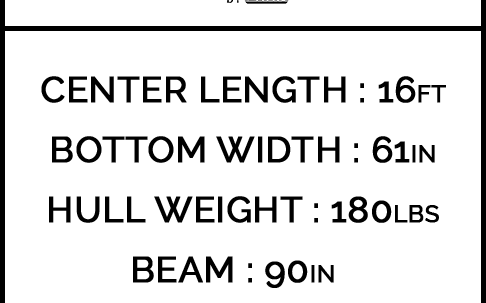 CENTER LENGTH : 16FT
BOTTOM WIDTH : 61IN
HULL WEIGHT : 180LBS
BEAM : 90IN